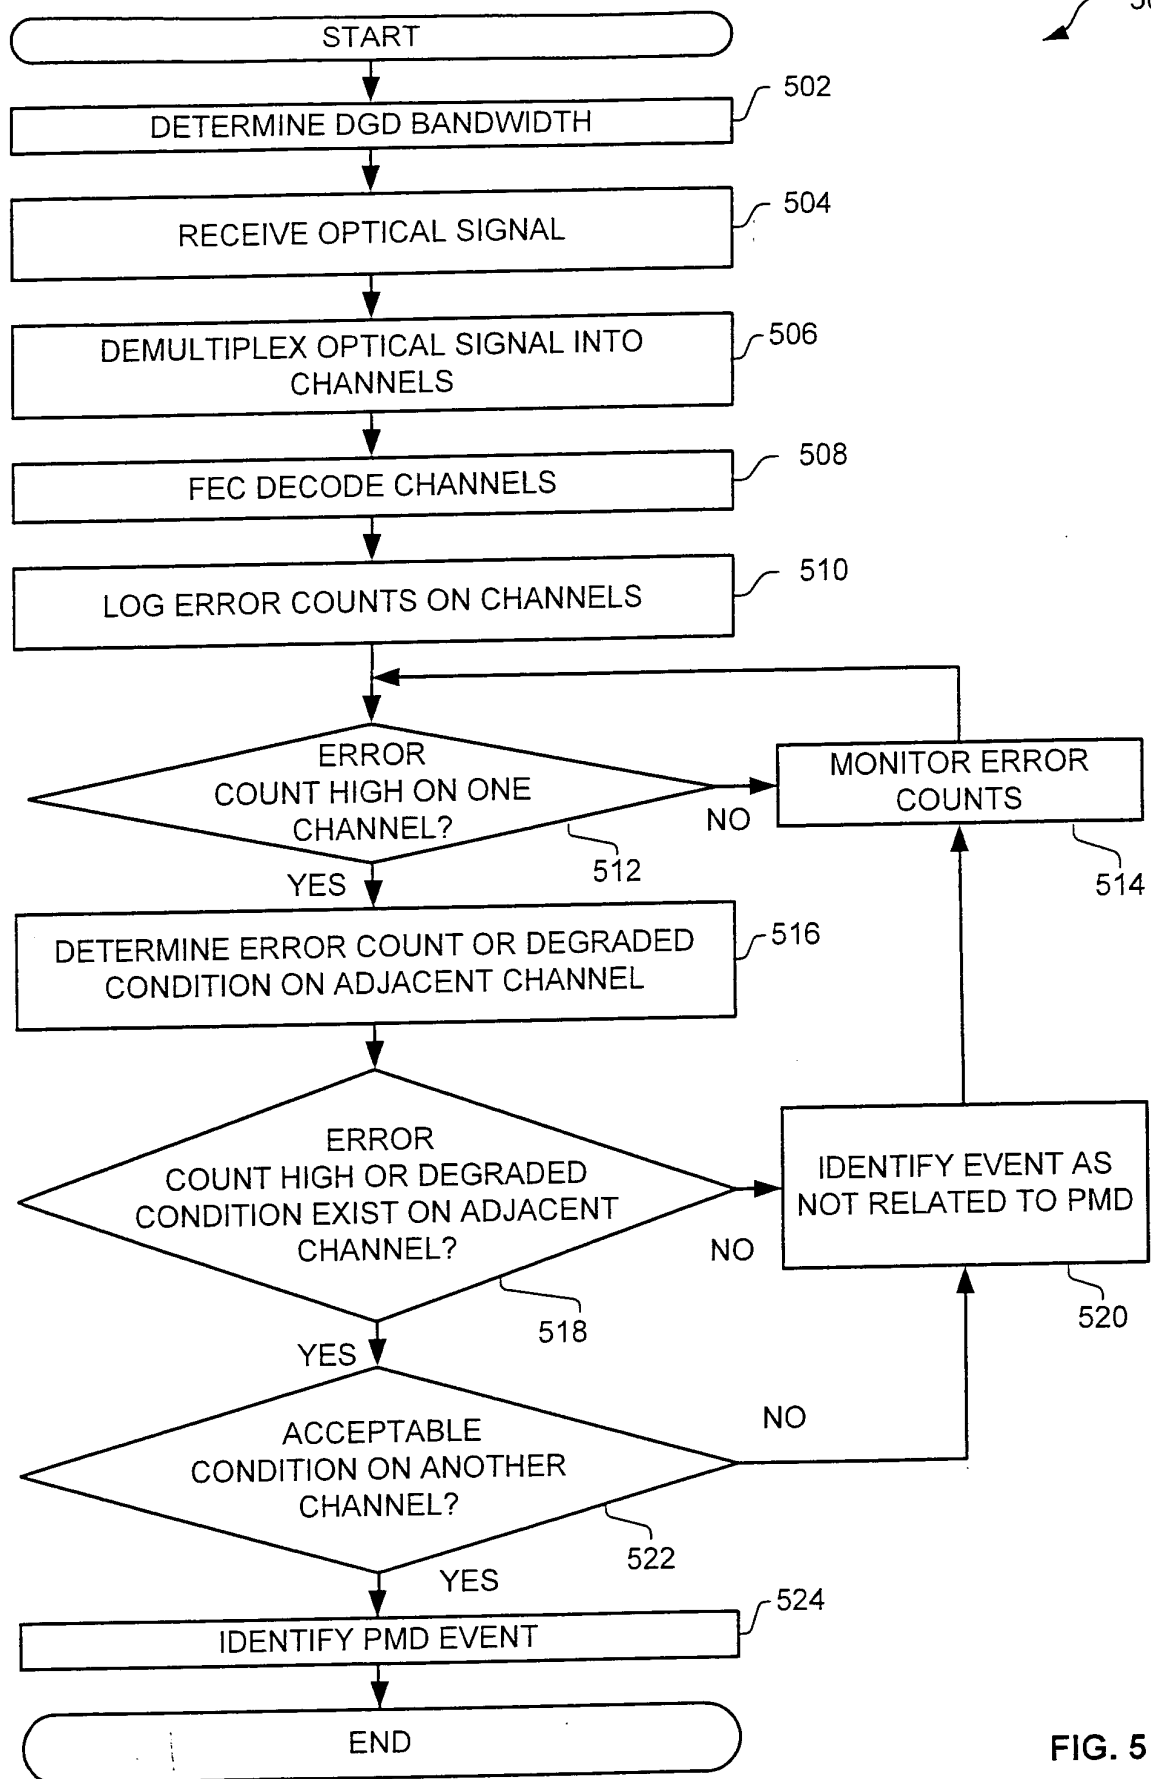 START
502
DETERMINE DGD BANDWIDTH
504
RECEIVE OPTICAL SIGNAL
506
DEMULTIPLEX OPTICAL SIGNAL INTO
CHANNELS
508
FEC DECODE CHANNELS
510
LOG ERROR COUNTS ON CHANNELS
ERROR
COUNT HIGH ON ONE
CHANNEL?
NO
512
MONITOR ERROR
COUNTS
514
YES
516
DETERMINE ERROR COUNT OR DEGRADED
CONDITION ON ADJACENT CHANNEL
ERROR
COUNT HIGH OR DEGRADED
CONDITION EXIST ON ADJACENT
CHANNEL?
NO
518
IDENTIFY EVENT AS
NOT RELATED TO PMD
520
YES
ACCEPTABLE
CONDITION ON ANOTHER
CHANNEL?
NO
522
YES
524
IDENTIFY PMD EVENT
END
FIG. 5